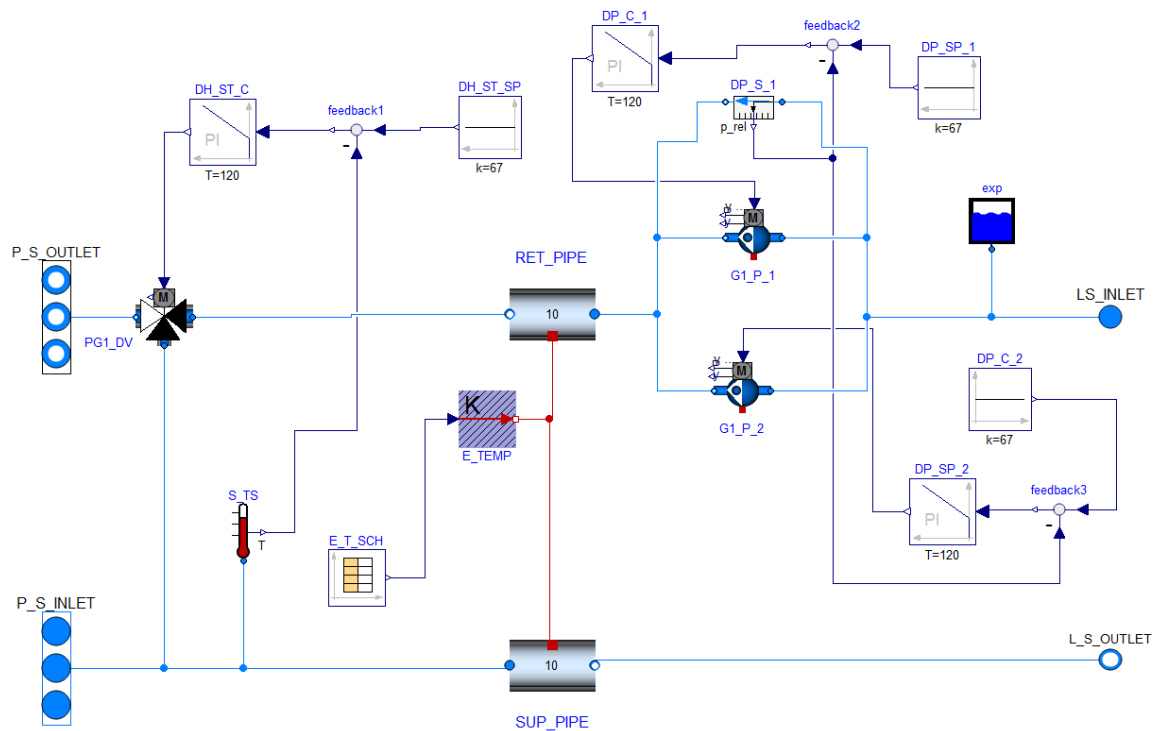 DP_C_1
feedback2
DP_SP_1
PI
T=120
k=67
DP_S_1
p_rel
DH_ST_C
feedback1
DH_ST_SP
PI
T=120
k=67
exp
M
G1_P_1
P_S_OUTLET
RET_PIPE
LS_INLET
M
PG1_DV
10
DP_C_2
M
G1_P_2
k=67
K
E_TEMP
DP_SP_2
feedback3
PI
T=120
S_TS
T
E_T_SCH
P_S_INLET
L_S_OUTLET
10
SUP_PIPE